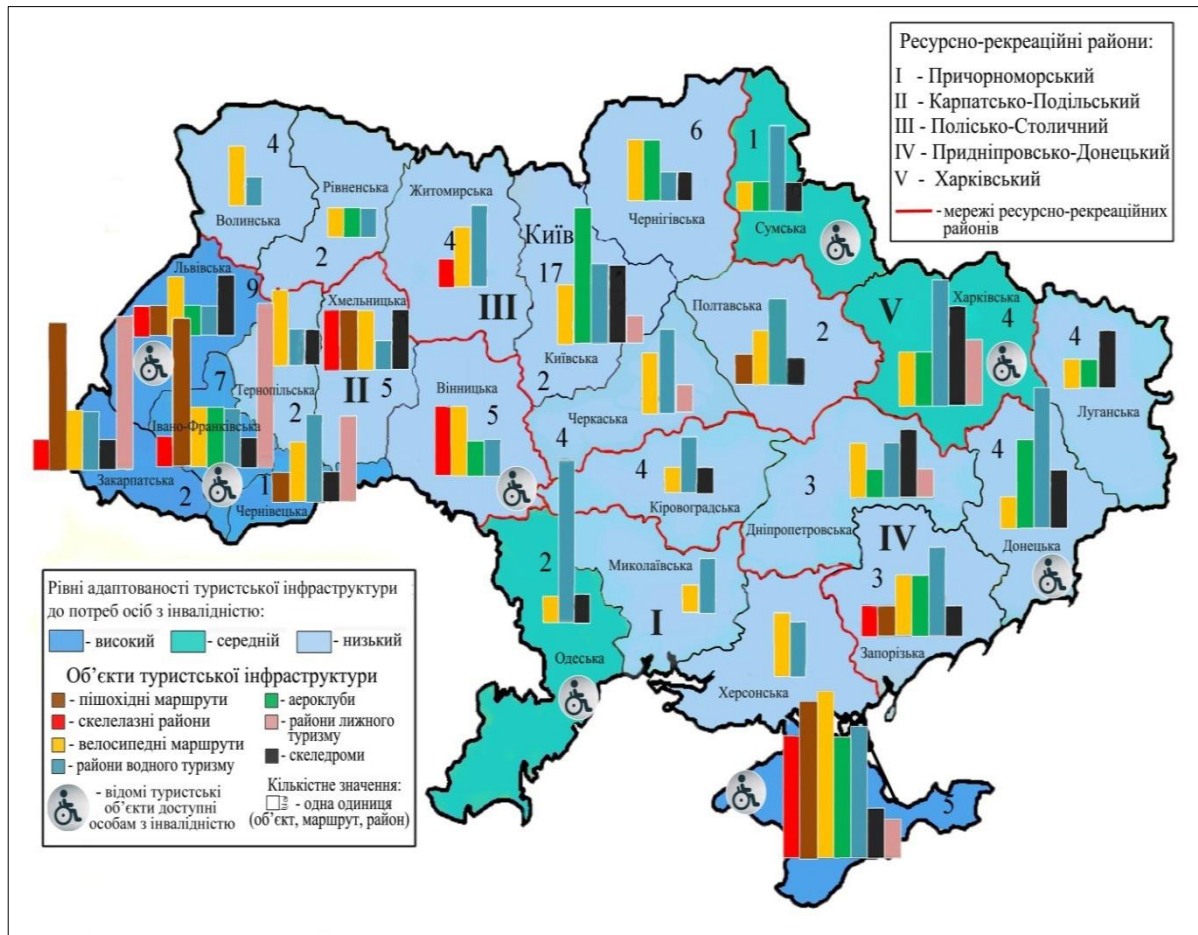 Ресурсно-рекреаційні райони:
I - Причорноморський
II - Карпатсько-Подільський
III - Полісько-Столичний
IV - Придніпровсько-Донецький
V - Харківський
- мережі ресурсно-рекреаційних
районів
4
Волинська
Рівненська
2
Житомирська
4
III
Київ
17
Київська
2
6
Чернігівська
1
Сумська
Львівська
9
Хмельницька
II
5
Тернопільська
2
7
Івано-Франківська
Закарпатська
2
1
Чернівецька
Вінницька
5
Черкаська
4
Полтавська
2
V
Харківська
4
4
Луганська
4
Кіровоградська
3
Дніпропетровська
4
Донецька
IV
3
Запорізька
2
Одеська
Миколаївська
I
Херсонська
5
Рівні адаптованості туристської інфраструктури
до потреб осіб з інвалідністю:
- високий
- середній
- низький
Об’єкти туристської інфраструктури
- пішохідні маршрути
- скелелазні райони
- велосипедні маршрути
- райони водного туризму
- аероклуби
- райони лижного
туризму
- скеледроми
- відомі туристські
об’єкти доступні
особам з інвалідністю
Кількістне значення:
- одна одиниця
(об’єкт, маршрут, район)